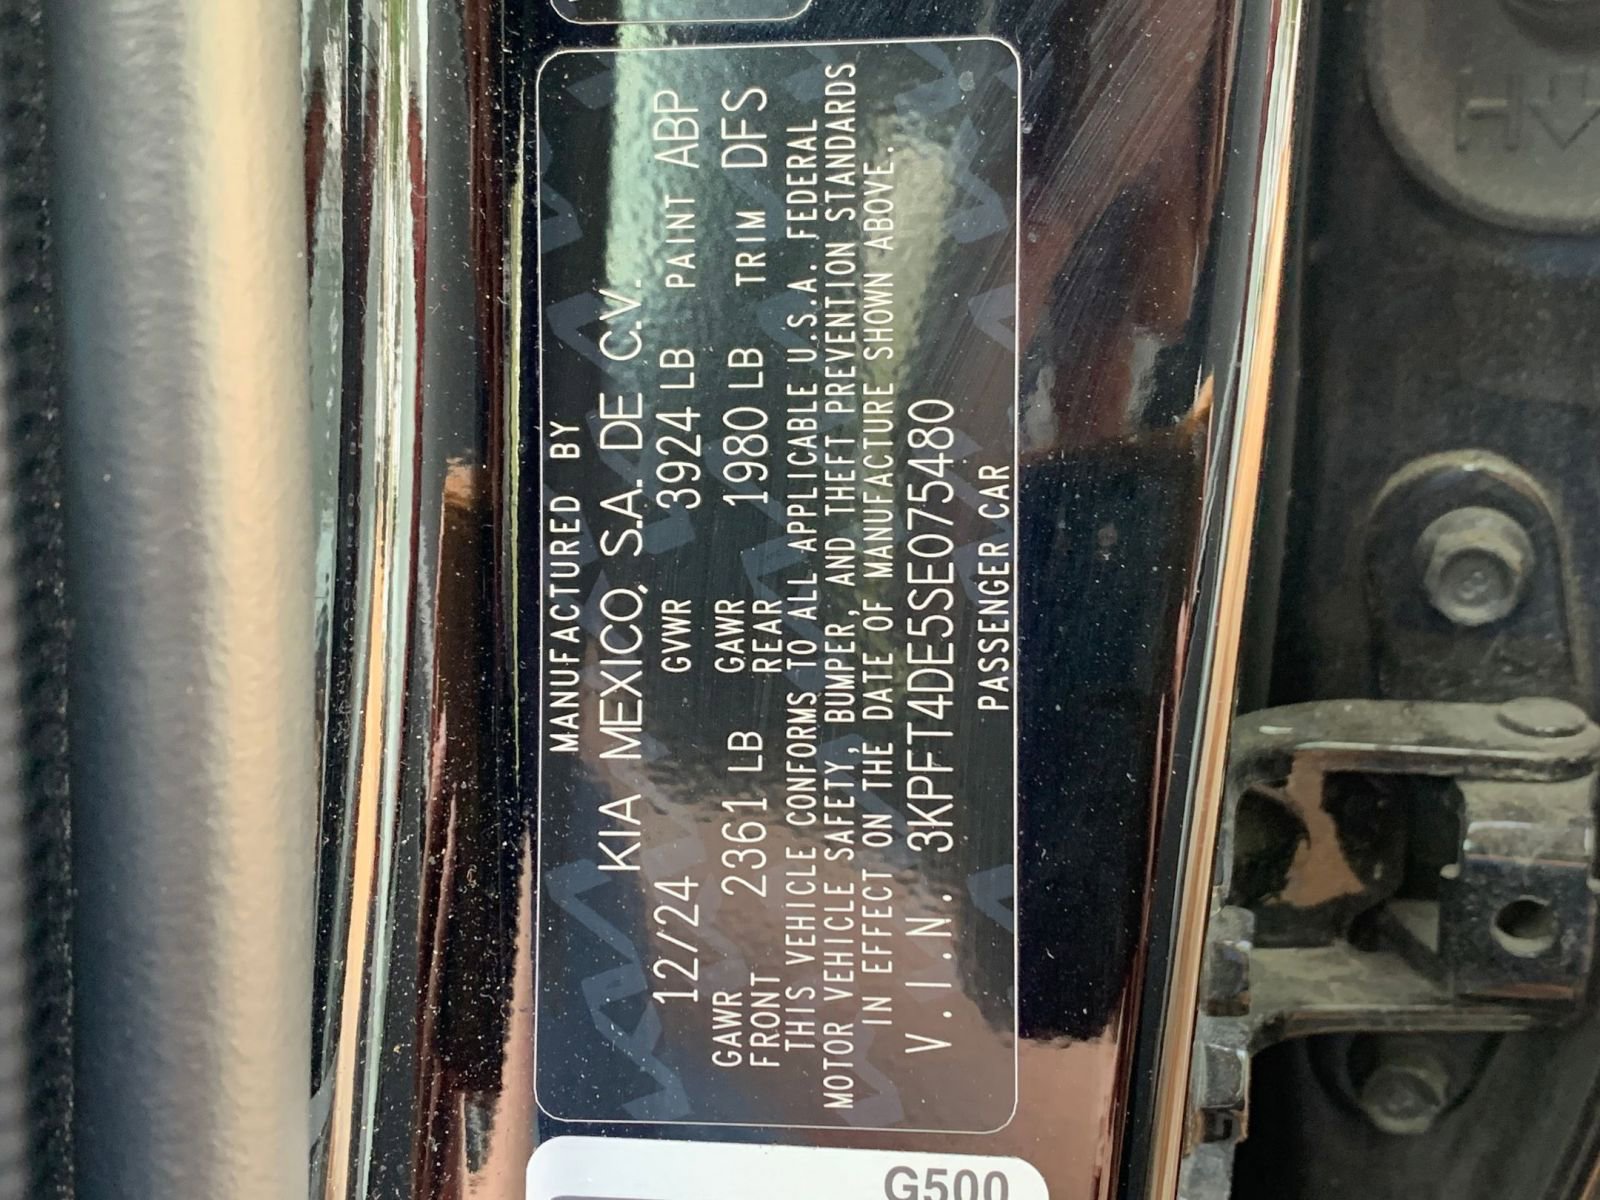 MANUFACTURED BY
KIA MEXICO, S.A. DE C.V.
12/24 GVWR 3924 LB PAINT ABP
GAWR FRONT 2361 LB GAWR REAR 1980 LB TRIM DFS
THIS VEHICLE CONFORMS TO ALL APPLICABLE U.S.A. FEDERAL
MOTOR VEHICLE SAFETY, BUMPER, AND THEFT PREVENTION STANDARDS
IN EFFECT ON THE DATE OF MANUFACTURE SHOWN ABOVE.
V.I.N. 3KPFT4DE5SE075480
PASSENGER CAR
G500